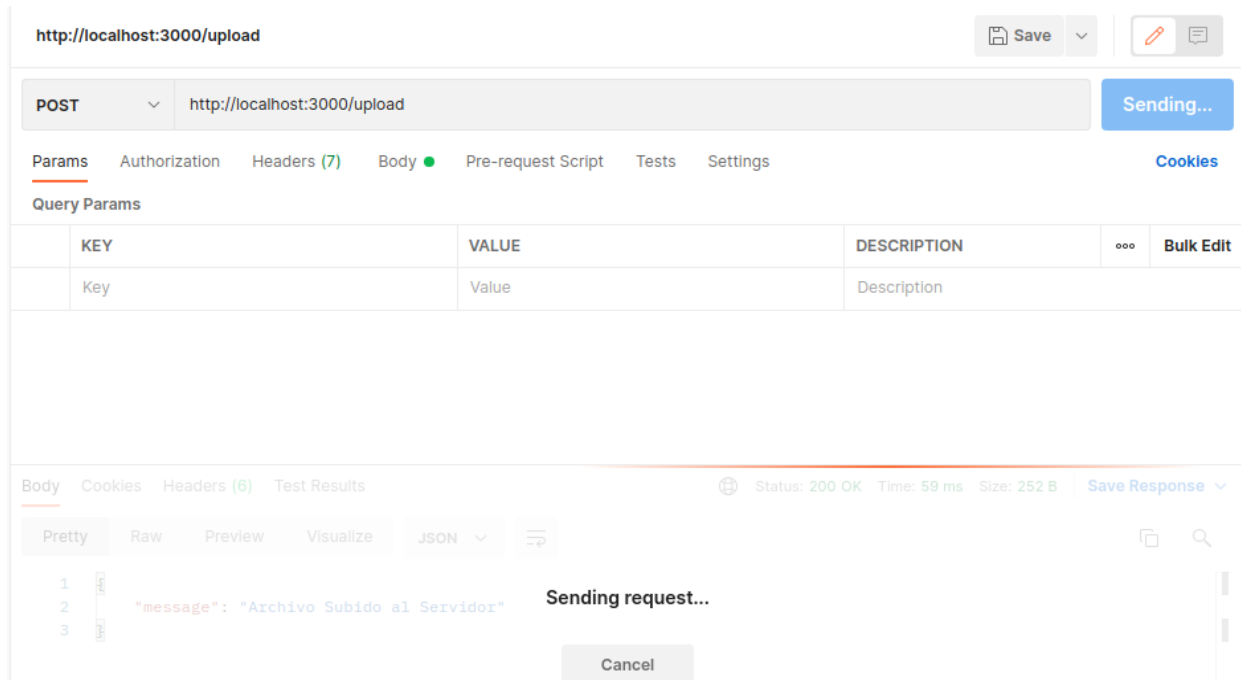 http://localhost:3000/upload Save
POST http://localhost:3000/upload Sending...
Params Authorization Headers (7) Body Pre-request Script Tests Settings Cookies
Query Params
KEY VALUE DESCRIPTION ooo Bulk Edit
Key Value Description
Body Cookies Headers (6) Test Results Status: 200 OK Time: 59 ms Size: 252 B Save Response
Pretty Raw Preview Visualize JSON
1 {
2 "message": "Archivo Subido al Servidor"
3 }
Sending request...
Cancel